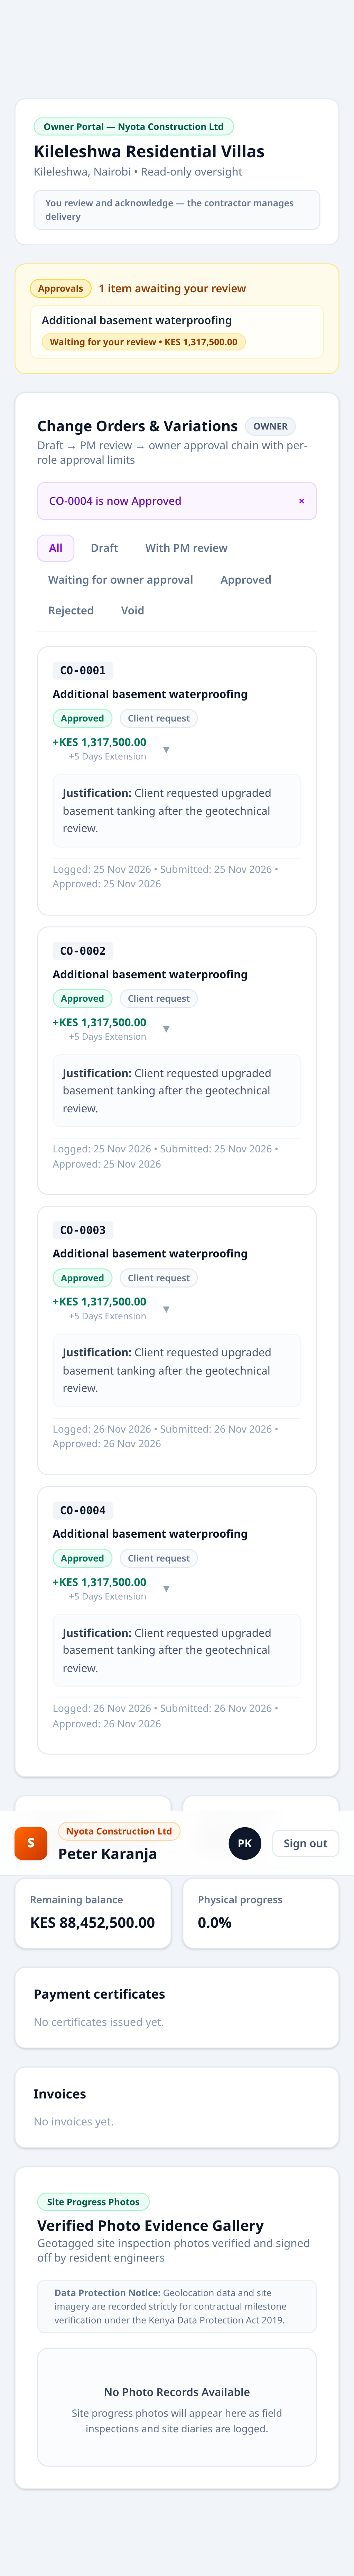 Owner Portal — Nyota Construction Ltd
Kileleshwa Residential Villas
Kileleshwa, Nairobi • Read-only oversight
You review and acknowledge — the contractor manages
delivery
Approvals
1 item awaiting your review
Additional basement waterproofing
Waiting for your review • KES 1,317,500.00
Change Orders & Variations
OWNER
Draft → PM review → owner approval chain with per-
role approval limits
CO-0004 is now Approved
×
All
Draft
With PM review
Waiting for owner approval
Approved
Rejected
Void
CO-0001
Additional basement waterproofing
Approved
Client request
+KES 1,317,500.00
▼
+5 Days Extension
Justification: Client requested upgraded
basement tanking after the geotechnical
review.
Logged: 25 Nov 2026 • Submitted: 25 Nov 2026 •
Approved: 25 Nov 2026
CO-0002
Additional basement waterproofing
Approved
Client request
+KES 1,317,500.00
▼
+5 Days Extension
Justification: Client requested upgraded
basement tanking after the geotechnical
review.
Logged: 25 Nov 2026 • Submitted: 25 Nov 2026 •
Approved: 25 Nov 2026
CO-0003
Additional basement waterproofing
Approved
Client request
+KES 1,317,500.00
▼
+5 Days Extension
Justification: Client requested upgraded
basement tanking after the geotechnical
review.
Logged: 26 Nov 2026 • Submitted: 26 Nov 2026 •
Approved: 26 Nov 2026
CO-0004
Additional basement waterproofing
Approved
Client request
+KES 1,317,500.00
▼
+5 Days Extension
Justification: Client requested upgraded
basement tanking after the geotechnical
review.
Logged: 26 Nov 2026 • Submitted: 26 Nov 2026 •
Approved: 26 Nov 2026
S
Nyota Construction Ltd
Peter Karanja
PK
Sign out
Remaining balance
KES 88,452,500.00
Physical progress
0.0%
Payment certificates
No certificates issued yet.
Invoices
No invoices yet.
Site Progress Photos
Verified Photo Evidence Gallery
Geotagged site inspection photos verified and signed
off by resident engineers
Data Protection Notice: Geolocation data and site
imagery are recorded strictly for contractual milestone
verification under the Kenya Data Protection Act 2019.
No Photo Records Available
Site progress photos will appear here as field
inspections and site diaries are logged.